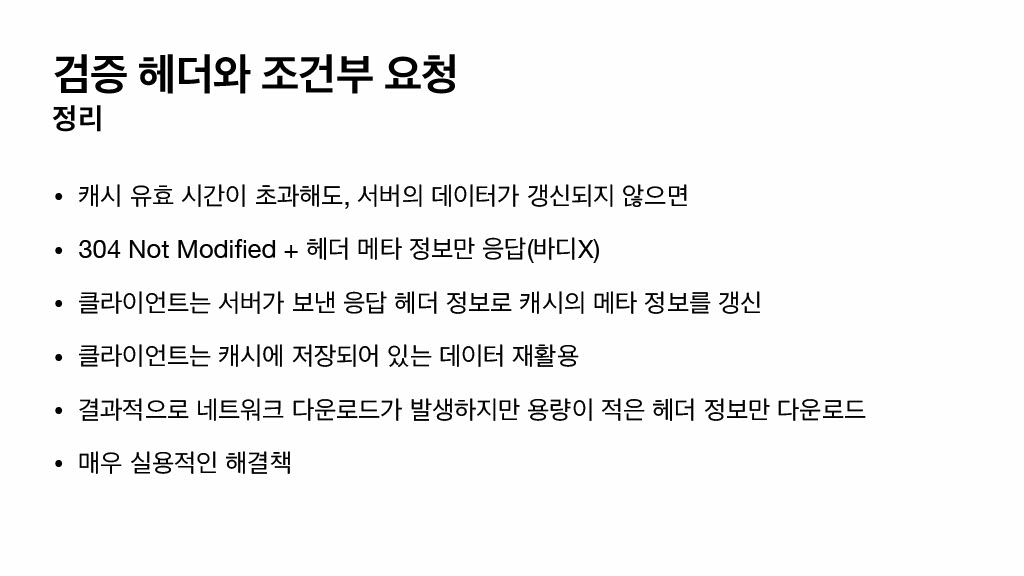 검증 헤더와 조건부 요청
정리
• 캐시 유효 시간이 초과해도, 서버의 데이터가 갱신되지 않으면
• 304 Not Modified + 헤더 메타 정보만 응답(바디X)
• 클라이언트는 서버가 보낸 응답 헤더 정보로 캐시의 메타 정보를 갱신
• 클라이언트는 캐시에 저장되어 있는 데이터 재활용
• 결과적으로 네트워크 다운로드가 발생하지만 용량이 적은 헤더 정보만 다운로드
• 매우 실용적인 해결책